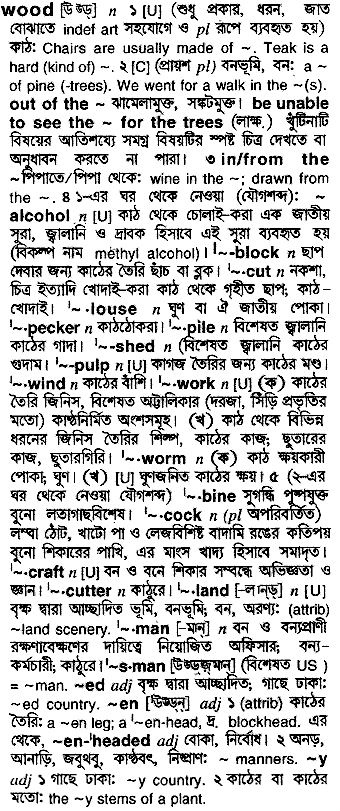 wood [উড্] n ১ [U] (শুধু প্রকার, ধরন, জাত
বোঝাতে indef art সহযোগে ও pl রূপে ব্যবহৃত হয়)
কাঠ: Chairs are usually made of ~. Teak is a
hard (kind of) ~. ২ [C] (প্রায়শ pl) বনভূমি, বন: a ~
of pine (-trees). We went for a walk in the ~(s).
out of the ~ ঝামেলামুক্ত, সঙ্কটমুক্ত। be unable
to see the ~ for the trees (লাক্ষ.) খুঁটিনাটি
বিষয়ের আতিশয্যে সমগ্র বিষয়টির স্পষ্ট চিত্র দেখতে বা
অনুধাবন করতে না পারা। ৩ in/from the
~পিপাতে/পিপা থেকে: wine in the ~; drawn from
the ~. ৪ ১-এর ঘর থেকে নেওয়া (যৌগশব্দ): ~
alcohol n [U] কাঠ থেকে চোলাই-করা এক জাতীয়
সুরা, জ্বালানি ও দ্রাবক হিসাবে এই সুরা ব্যবহৃত হয়
(বিকল্প নাম methyl alcohol)। ˈ~-block n ছাপ
দেবার জন্য কাঠের তৈরি ছাঁচ বা ব্লক। ˈ~-cut n নকশা,
চিত্র ইত্যাদি খোদাই-করা কাঠ থেকে গৃহীত ছাপ; কাঠ-
খোদাই। ˈ~-louse n ঘুণ বা ঐ জাতীয় পোকা।
ˈ~-pecker n কাঠঠোকরা। ˈ~-pile n বিশেষত জ্বালানি
কাঠের গাদা। ˈ~-shed n (বিশেষত জ্বালানি কাঠের
গুদাম। ˈ~-pulp n [U] কাগজ তৈরির জন্য কাঠের মণ্ড।
ˈ~-wind n কাঠের বাঁশি। ˈ~-work n [U] (ক) কাঠের
তৈরি জিনিস, বিশেষত অট্টালিকার (দরজা, সিঁড়ি প্রভৃতির
মতো) কাষ্ঠনির্মিত অংশসমূহ। (খ) কাঠ থেকে বিভিন্ন
ধরনের জিনিস তৈরির শিল্প, কাঠের কাজ; ছুতারের
কাজ, ছুতারগিরি। ˈ~-worm n (ক) কাঠ ক্ষয়কারী
পোকা; ঘুন। (খ) [U] ঘুণজনিত কাঠের ক্ষয়। ৫ (২-এর
ঘর থেকে নেওয়া যৌগশব্দ) ˈ~-bine সুগন্ধি পুষ্পযুক্ত
বুনো লতাগাছবিশেষ। ˈ~-cock n (pl অপরিবর্তিত)
লম্বা ঠোঁট, খাটো পা ও লেজবিশিষ্ট বাদামি রঙের কতিপয়
বুনো শিকারের পাখি, এর মাংস খাদ্য হিসাবে সমাদৃত।
ˈ~-craft n [U] বন ও বনে শিকার সম্বন্ধে অভিজ্ঞতা ও
জ্ঞান। ˈ~-cutter n কাঠুরে। ˈ~-land [-লান্ড্] n [U]
বৃক্ষ দ্বারা আচ্ছাদিত ভূমি, বনভূমি; বন, অরণ্য: (attrib)
~land scenery. ˈ~-man [-মান্] n বন ও বন্যপ্রাণী
রক্ষণাবেক্ষণের দায়িত্বে নিয়োজিত অফিসার; বন্য-
কর্মচারী; কাঠুরে। ˈ~s-man [উড্জ্মান্] (বিশেষত US )
= ~man. ~ed adj বৃক্ষ দ্বারা আচ্ছাদিত; গাছে ঢাকা:
~ed country. ~en [উড্ন্] adj ১ (attrib) কাঠের
তৈরি: a ~en leg; a ˈ~en-head, দ্র. blockhead. এর
থেকে, ~en-ˈheaded adj বোকা, নির্বোধ। ২ অনড়,
আনাড়ি, জবুথবু, কাষ্ঠবৎ, নিষ্প্রাণ: ~ manners. ~y
adj ১ গাছে ঢাকা: ~y country. ২ কাঠের বা কাঠের
মতো: the ~y stems of a plant.